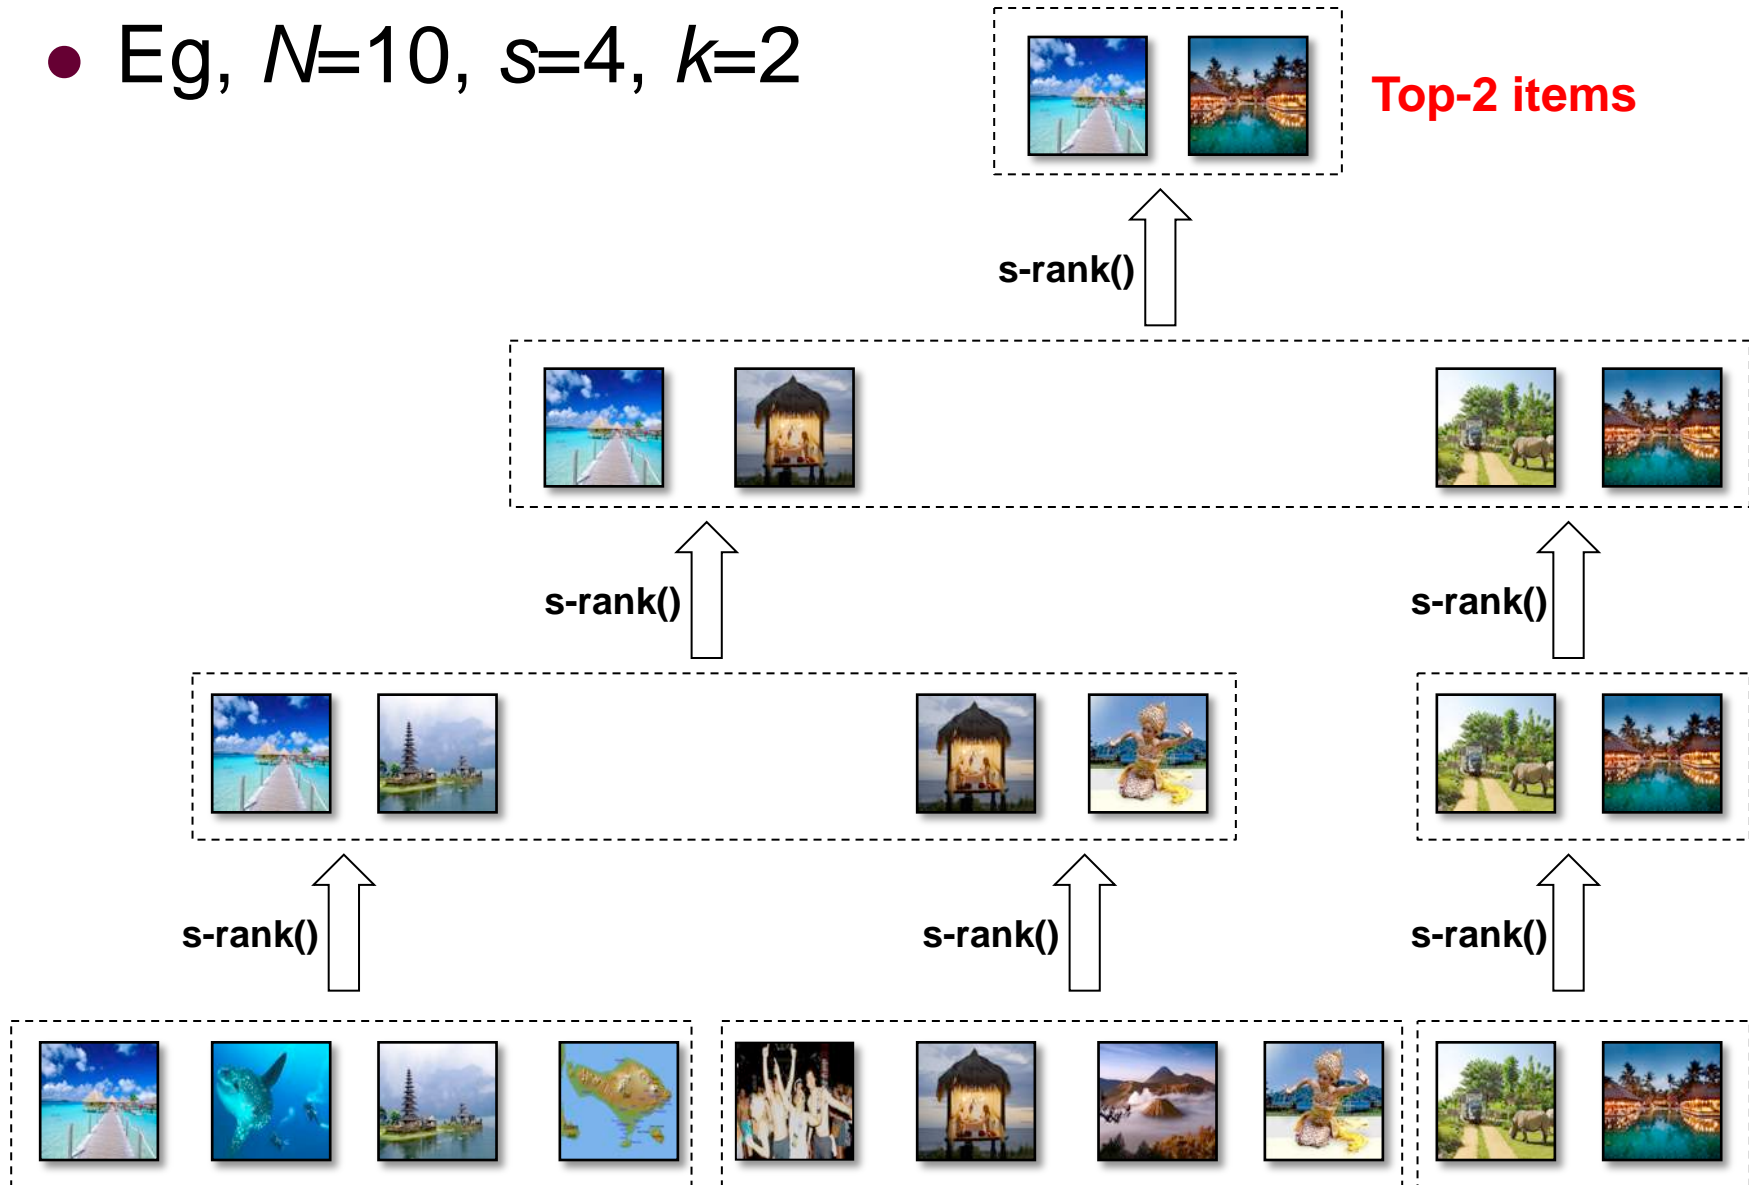 • Eg, N=10, s=4, k=2
Top-2 items
s-rank()
s-rank()
s-rank()
s-rank()
s-rank()
s-rank()